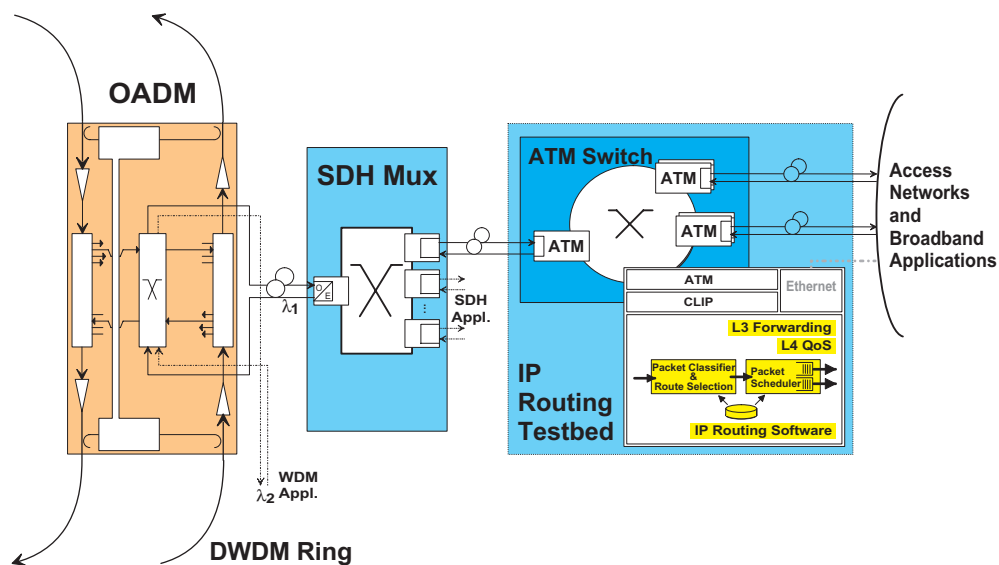 OADM
SDH Mux
ATM Switch
ATM
ATM
ATM
Access
Networks
and
Broadband
Applications
λ1
O
E
SDH
Appl.
...
ATM
CLIP
Ethernet
L3 Forwarding
L4 QoS
Packet Classifier
&
Route Selection
Packet
Scheduler
IP Routing Software
IP
Routing
Testbed
WDM
Appl.
λ2
DWDM Ring